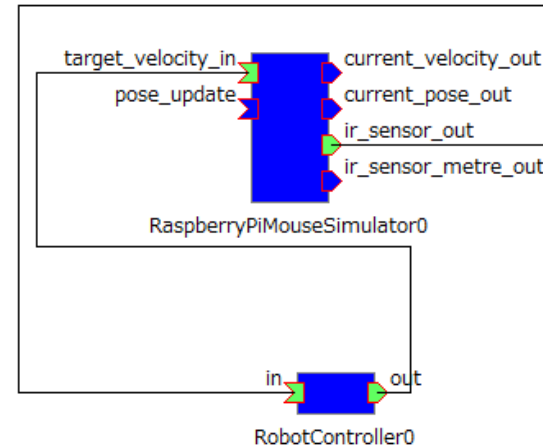 target_velocity_in
current_velocity_out
pose_update
current_pose_out
ir_sensor_out
ir_sensor_metre_out
RaspberryPiMouseSimulator0
in
out
RobotController0